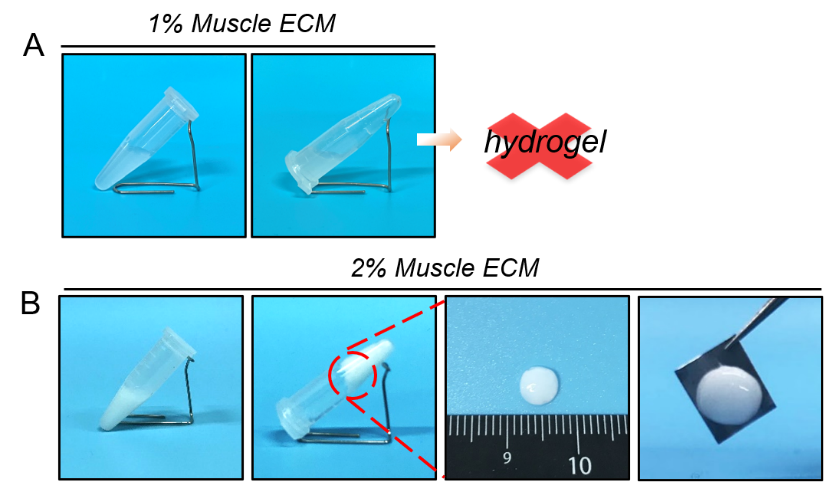 1% Muscle ECM
A
hydrogel
2% Muscle ECM
B
9
10